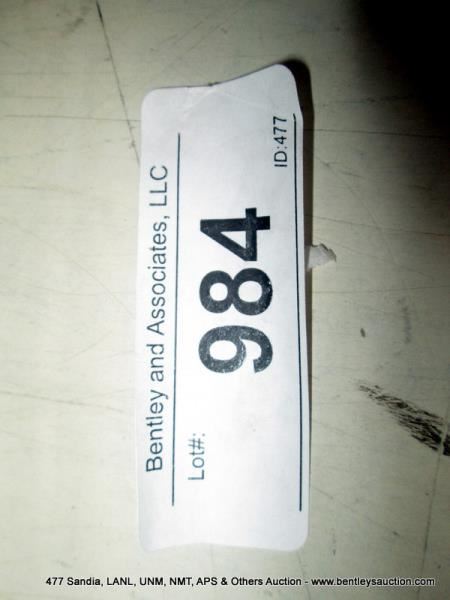 Bentley and Associates, LLC
Lot#:
984
ID:477
477 Sandia, LANL, UNM, NMT, APS & Others Auction - www.bentleysauction.com